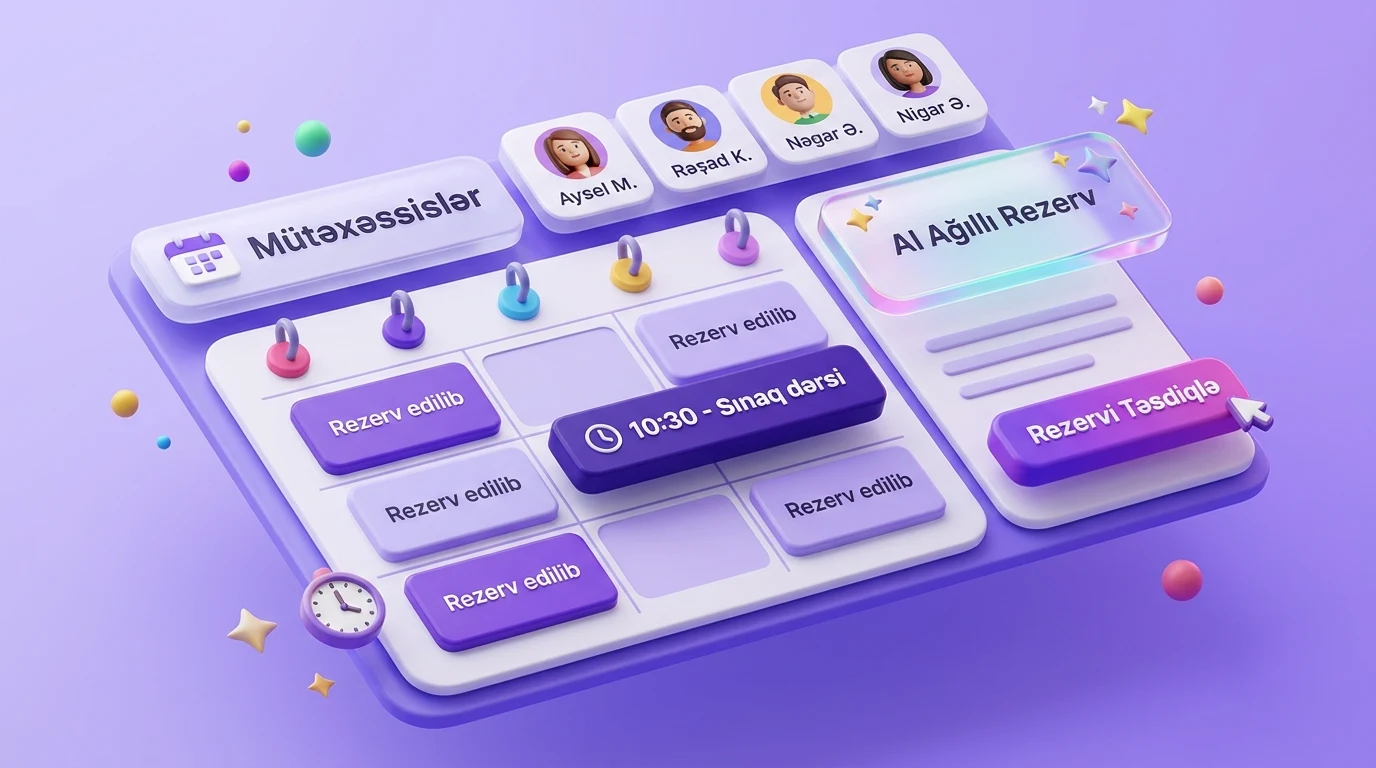 Mütəxəssislər
Aysel M.
Rəşad K.
Nəgar Ə.
Nigar Ə.
AI Ağıllı Rezerv
Rezerv edilib
Rezerv edilib
10:30 - Sınaq dərsi
Rezerv edilib
Rezerv edilib
Rezerv edilib
Rezervi Təsdiqlə